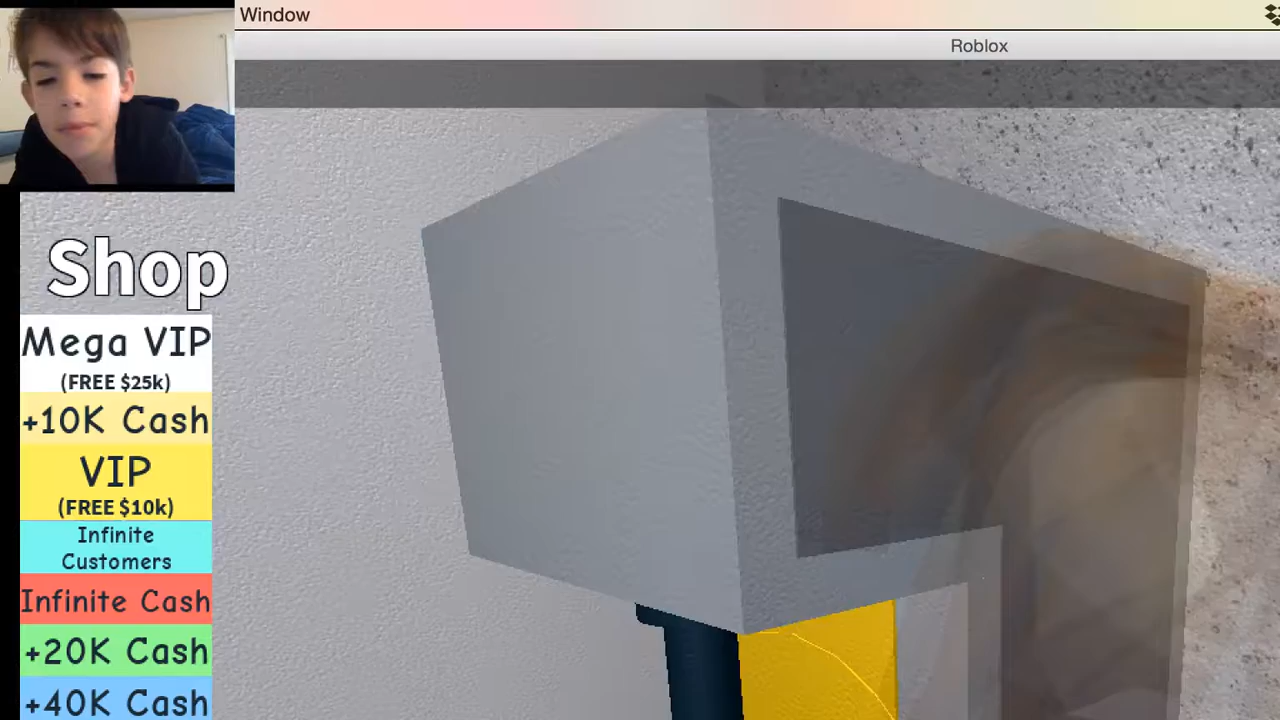 Window
Roblox
Shop
Mega VIP
(FREE $25k)
+10K Cash
VIP
(FREE $10k)
Infinite
Customers
Infinite Cash
+20K Cash
+40K Cash